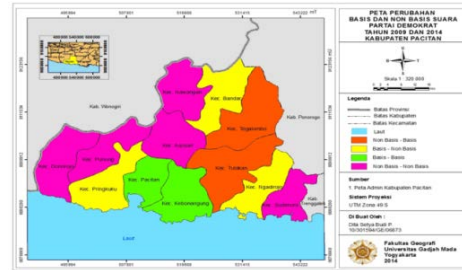 PETA PERUBAHAN
BASIS DAN NON BASIS SUARA
PARTAI DEMOKRAT
TAHUN 2009 DAN 2014
KABUPATEN PACITAN
Skala 1 : 320.000
Legenda
Batas Provinsi
Batas Kabupaten
Batas Kecamatan
Laut
Non Basis - Basis
Basis - Non Basis
Basis - Basis
Non Basis - Non Basis
Sumber
1. Peta Admin Kabupaten Pacitan
Sistem Proyeksi
UTM Zone 49 S
Di Buat Oleh :
Fakultas Geografi
Universitas Gadjah Mada
Yogyakarta
2014
Kab. Wonogiri
Kab. Ponorogo
Kec. Nawangan
Kec. Bandar
Kec. Tegalombo
Kec. Arjosari
Kec. Punung
Kec. Donorojo
Kec. Pringkuku
Kec. Pacitan
Kec. Kebonagung
Kec. Tulakan
Kec. Ngadirojo
Kec. Sudimoro
Laut